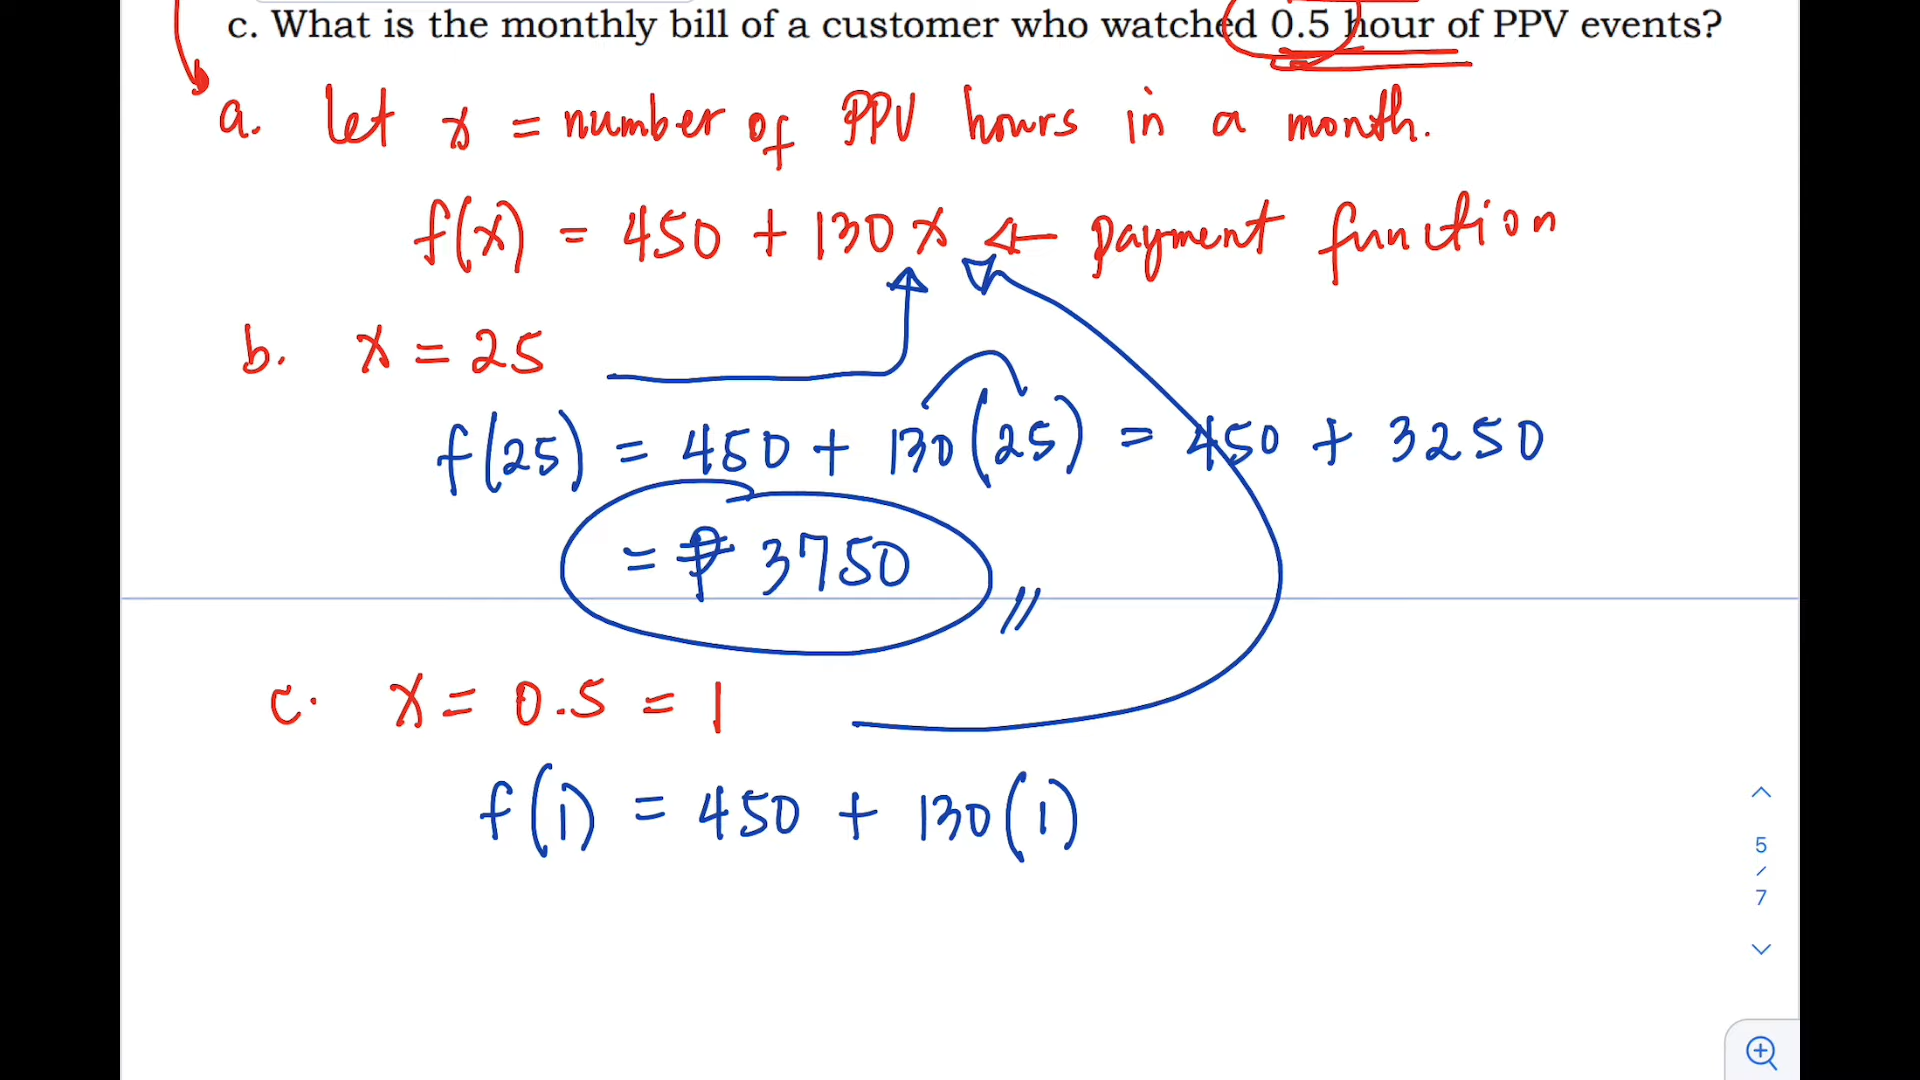 c. What is the monthly bill of a customer who watched 0.5 hour of PPV events?
a. let x = number of PPV hours in a month.
f(x) = 450 + 130x ← payment function
b. x = 25
f(25) = 450 + 130(25) = 450 + 3250
= ₱ 3750 //
c. x = 0.5 = 1
f(1) = 450 + 130(1)
5
/
7